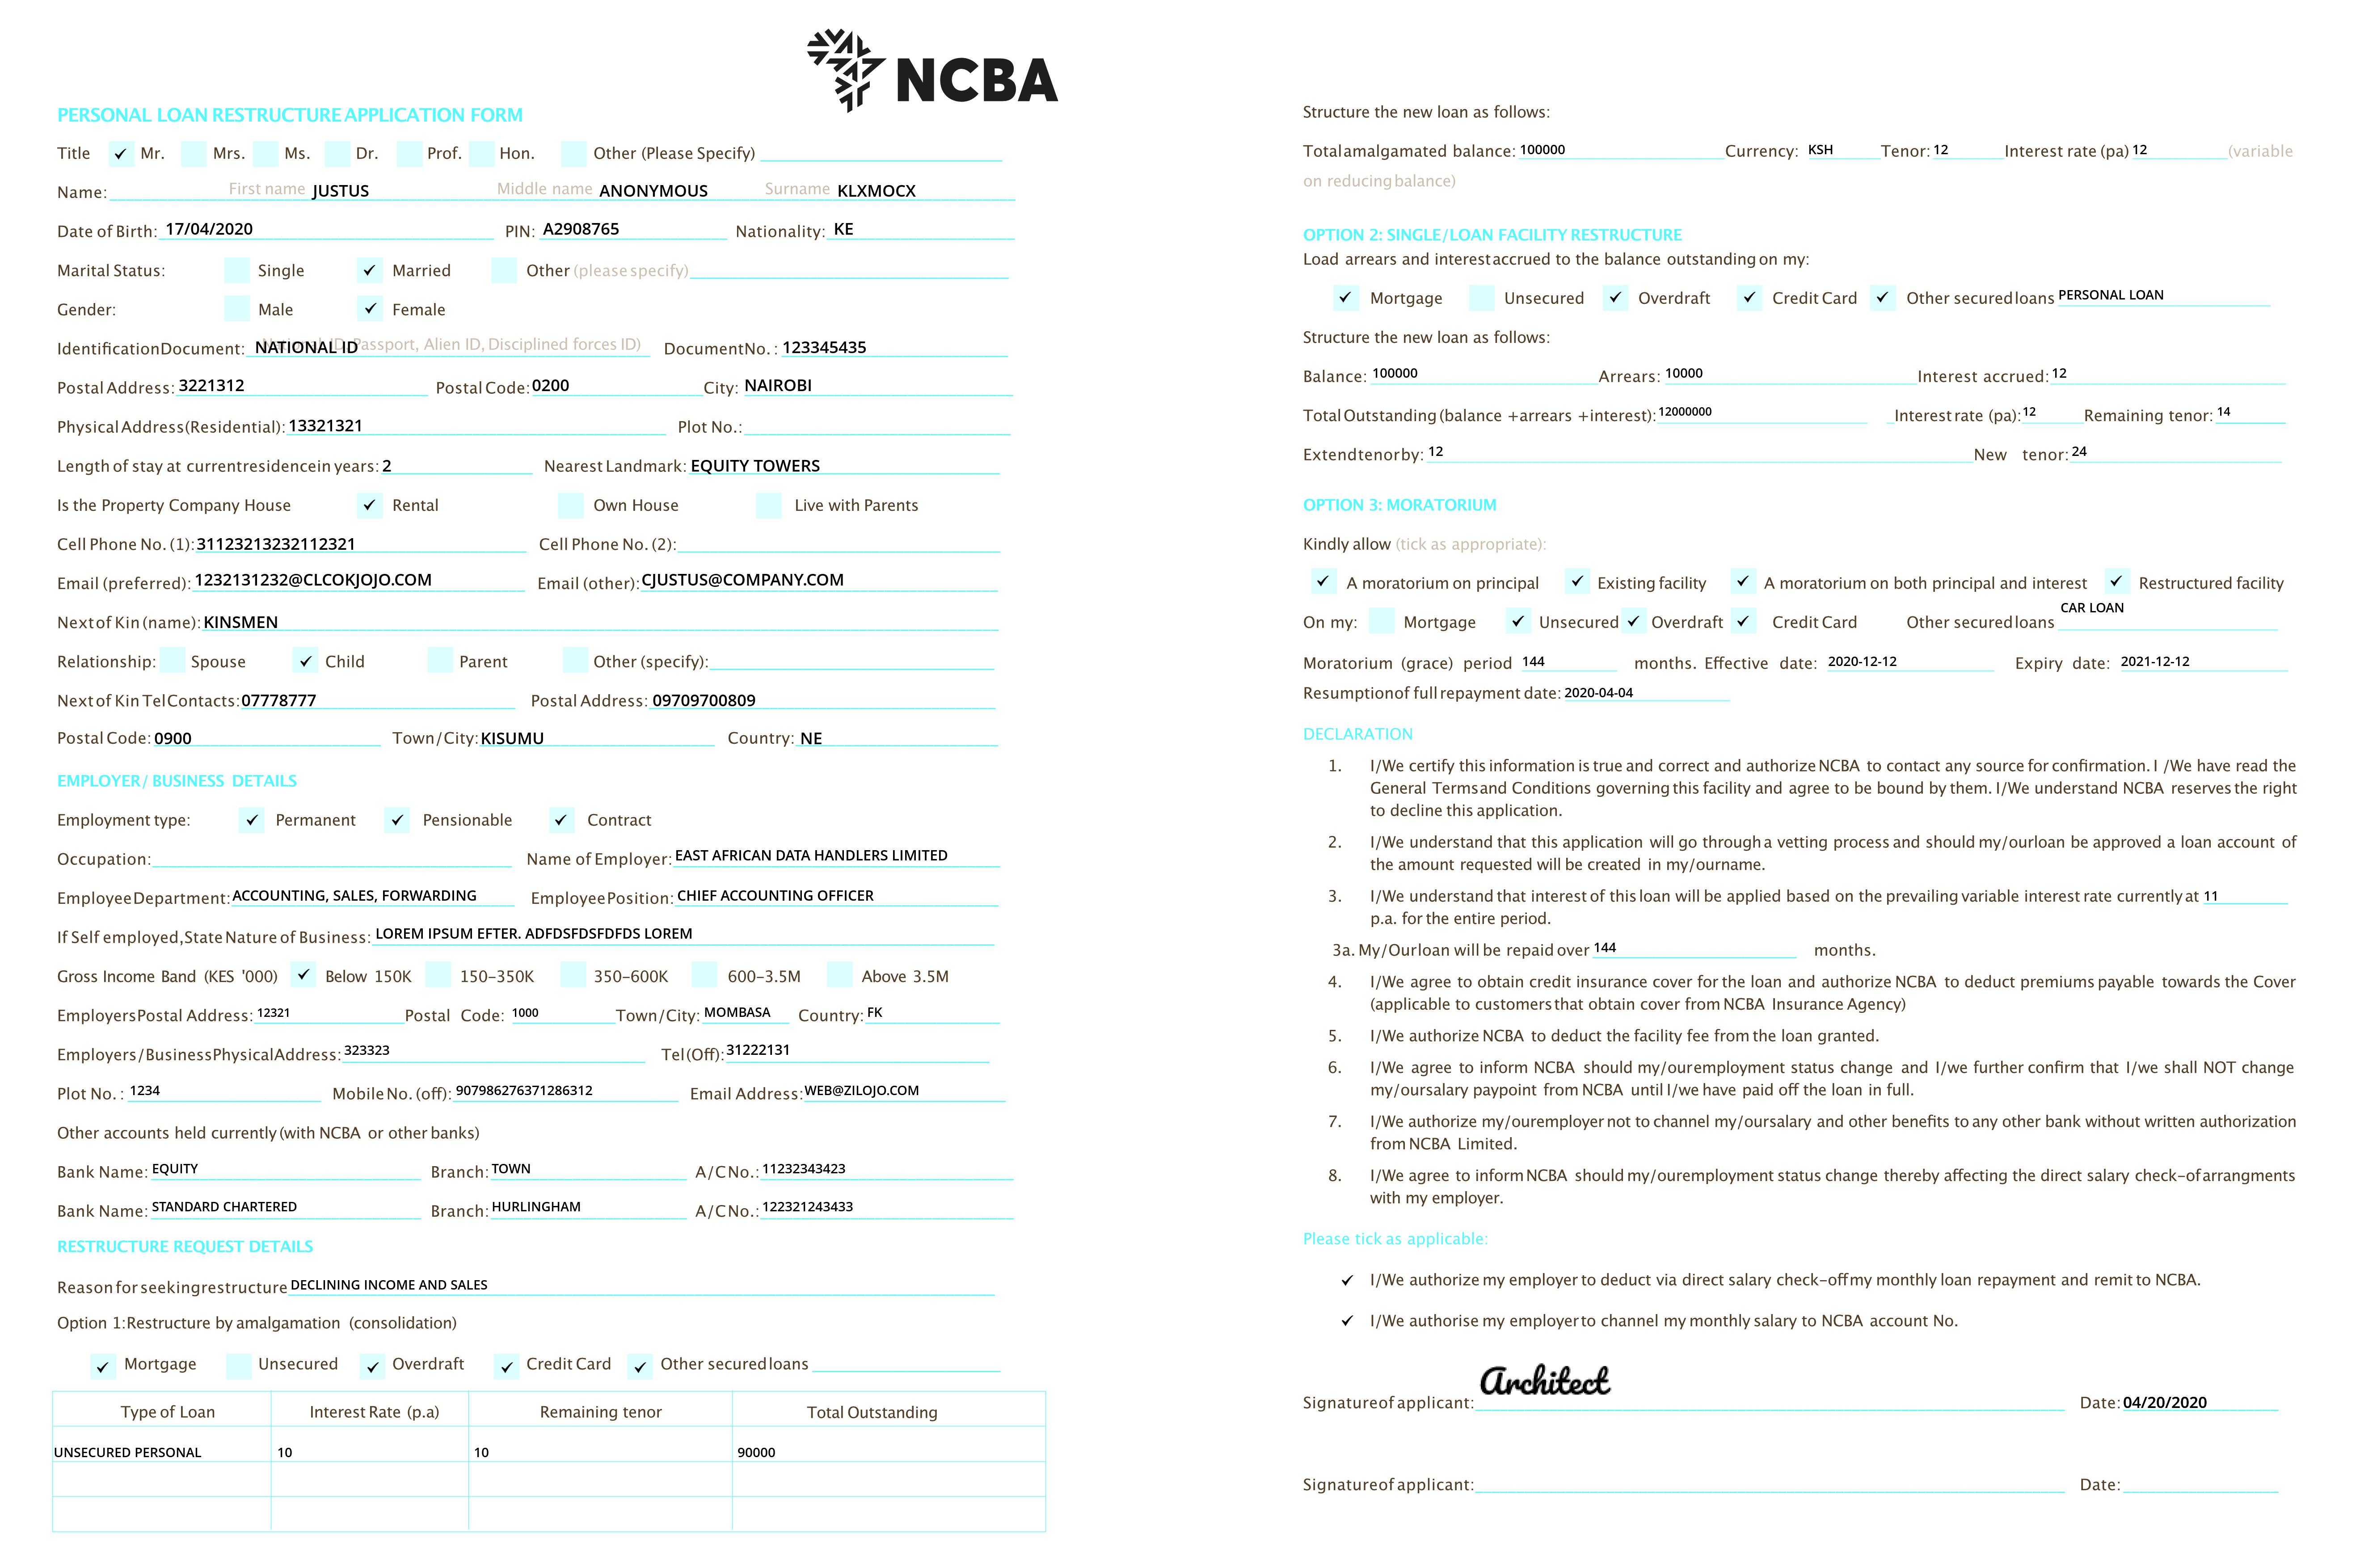 NCBA
PERSONAL LOAN RESTRUCTURE APPLICATION FORM
Title ✓ Mr. Mrs. Ms. Dr. Prof. Hon. Other (Please Specify)
Name: First name JUSTUS Middle name ANONYMOUS Surname KLXMOCX
Date of Birth: 17/04/2020 PIN: A2908765 Nationality: KE
Marital Status: Single ✓ Married Other (please specify)
Gender: Male ✓ Female
Identification Document: NATIONAL ID Passport, Alien ID, Disciplined forces ID) Document No. : 123345435
Postal Address: 3221312 Postal Code: 0200 City: NAIROBI
Physical Address (Residential): 13321321 Plot No.:
Length of stay at current residence in years: 2 Nearest Landmark: EQUITY TOWERS
Is the Property Company House ✓ Rental Own House Live with Parents
Cell Phone No. (1): 31123213232112321 Cell Phone No. (2):
Email (preferred): 1232131232@CLCOKJOJO.COM Email (other): CJUSTUS@COMPANY.COM
Next of Kin (name): KINSMEN
Relationship: Spouse ✓ Child Parent Other (specify):
Next of Kin Tel Contacts: 07778777 Postal Address: 09709700809
Postal Code: 0900 Town/City: KISUMU Country: NE
EMPLOYER/ BUSINESS DETAILS
Employment type: ✓ Permanent ✓ Pensionable ✓ Contract
Occupation: Name of Employer: EAST AFRICAN DATA HANDLERS LIMITED
Employee Department: ACCOUNTING, SALES, FORWARDING Employee Position: CHIEF ACCOUNTING OFFICER
If Self employed, State Nature of Business: LOREM IPSUM EFTER. ADFDSFDSFDFDS LOREM
Gross Income Band (KES '000) ✓ Below 150K 150-350K 350-600K 600-3.5M Above 3.5M
Employers Postal Address: 12321 Postal Code: 1000 Town/City: MOMBASA Country: FK
Employers/Business Physical Address: 323323 Tel (Off): 31222131
Plot No. : 1234 Mobile No. (off): 907986276371286312 Email Address: WEB@ZILOJO.COM
Other accounts held currently (with NCBA or other banks)
Bank Name: EQUITY Branch: TOWN A/C No.: 11232343423
Bank Name: STANDARD CHARTERED Branch: HURLINGHAM A/C No.: 122321243433
RESTRUCTURE REQUEST DETAILS
Reason for seeking restructure DECLINING INCOME AND SALES
Option 1: Restructure by amalgamation (consolidation)
✓ Mortgage Unsecured ✓ Overdraft ✓ Credit Card ✓ Other secured loans
Type of Loan Interest Rate (p.a) Remaining tenor Total Outstanding
UNSECURED PERSONAL 10 10 90000
Structure the new loan as follows:
Total amalgamated balance: 100000 Currency: KSH Tenor: 12 Interest rate (pa) 12 (variable
on reducing balance)
OPTION 2: SINGLE/LOAN FACILITY RESTRUCTURE
Load arrears and interest accrued to the balance outstanding on my:
✓ Mortgage Unsecured ✓ Overdraft ✓ Credit Card ✓ Other secured loans PERSONAL LOAN
Structure the new loan as follows:
Balance: 100000 Arrears: 10000 Interest accrued: 12
Total Outstanding (balance +arrears +interest): 12000000 Interest rate (pa): 12 Remaining tenor: 14
Extend tenor by: 12 New tenor: 24
OPTION 3: MORATORIUM
Kindly allow (tick as appropriate):
✓ A moratorium on principal ✓ Existing facility ✓ A moratorium on both principal and interest ✓ Restructured facility
On my: Mortgage ✓ Unsecured ✓ Overdraft ✓ Credit Card Other secured loans CAR LOAN
Moratorium (grace) period 144 months. Effective date: 2020-12-12 Expiry date: 2021-12-12
Resumption of full repayment date: 2020-04-04
DECLARATION
1. I/We certify this information is true and correct and authorize NCBA to contact any source for confirmation. I /We have read the
General Terms and Conditions governing this facility and agree to be bound by them. I/We understand NCBA reserves the right
to decline this application.
2. I/We understand that this application will go through a vetting process and should my/our loan be approved a loan account of
the amount requested will be created in my/our name.
3. I/We understand that interest of this loan will be applied based on the prevailing variable interest rate currently at 11
p.a. for the entire period.
3a. My/Our loan will be repaid over 144 months.
4. I/We agree to obtain credit insurance cover for the loan and authorize NCBA to deduct premiums payable towards the Cover
(applicable to customers that obtain cover from NCBA Insurance Agency)
5. I/We authorize NCBA to deduct the facility fee from the loan granted.
6. I/We agree to inform NCBA should my/our employment status change and I/we further confirm that I/we shall NOT change
my/our salary paypoint from NCBA until I/we have paid off the loan in full.
7. I/We authorize my/our employer not to channel my/our salary and other benefits to any other bank without written authorization
from NCBA Limited.
8. I/We agree to inform NCBA should my/our employment status change thereby affecting the direct salary check-of arrangments
with my employer.
Please tick as applicable:
✓ I/We authorize my employer to deduct via direct salary check-off my monthly loan repayment and remit to NCBA.
✓ I/We authorise my employer to channel my monthly salary to NCBA account No.
Signature of applicant: Architect Date: 04/20/2020
Signature of applicant: Date: